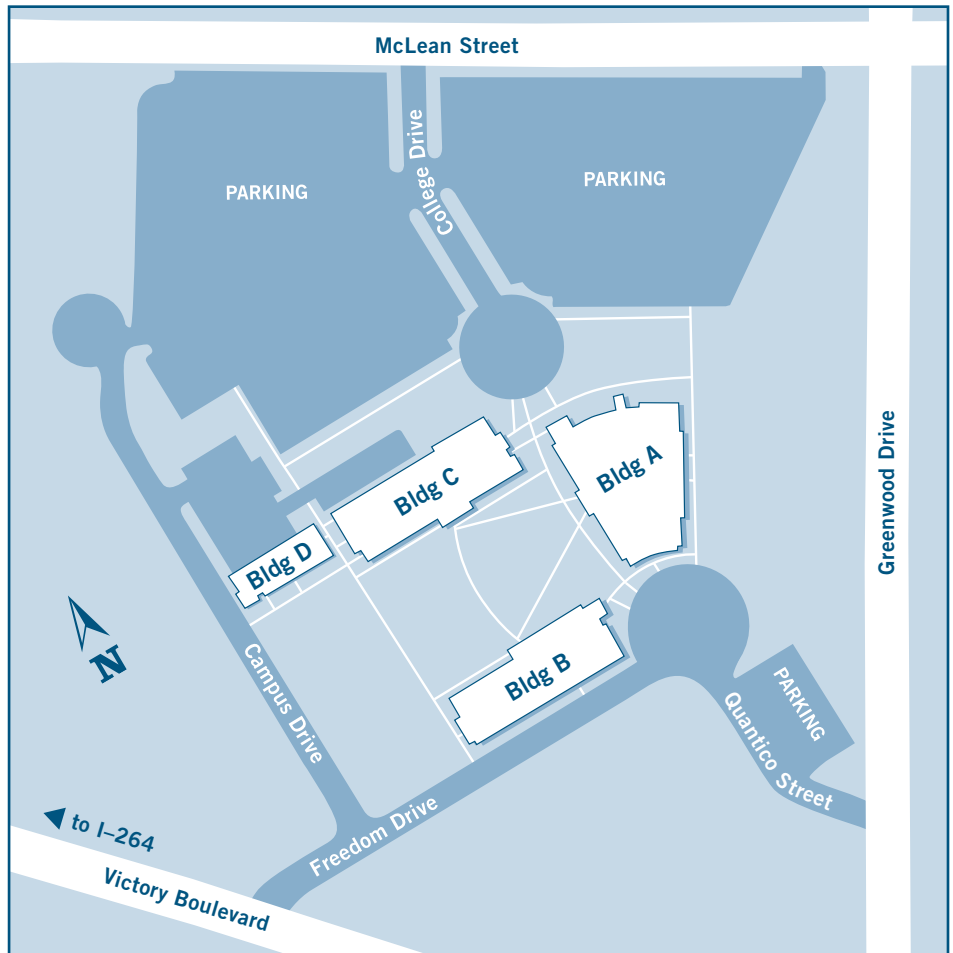 McLean Street
College Drive
PARKING
PARKING
Greenwood Drive
Bldg A
Bldg C
Bldg D
N
Campus Drive
Bldg B
PARKING
Quantico Street
Freedom Drive
to I–264
Victory Boulevard